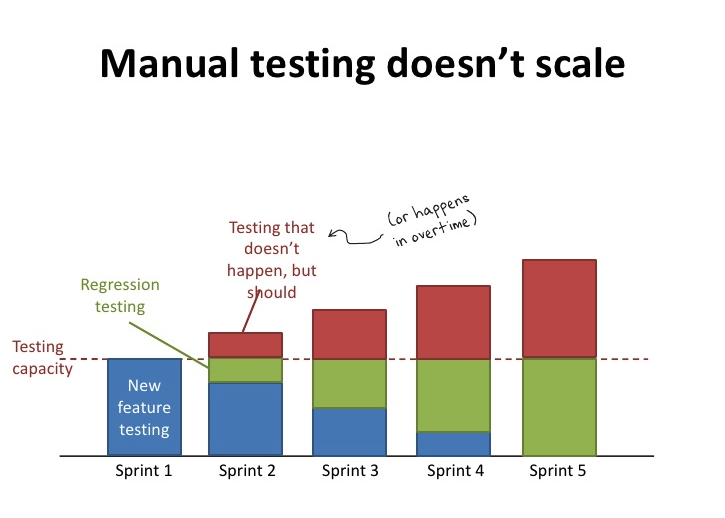 Manual testing doesn’t scale
(or happens
in overtime)
Testing that
doesn’t
happen, but
should
Regression
testing
Testing
capacity
New
feature
testing
Sprint 1
Sprint 2
Sprint 3
Sprint 4
Sprint 5